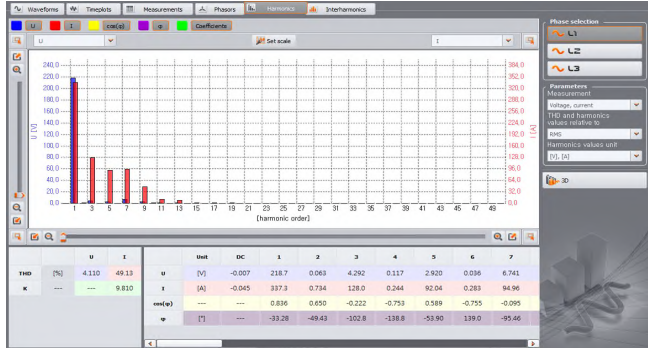 Waveforms Timeplots Measurements Phasors Harmonics Interharmonics
U I cos(φ) φ Coefficients
U Set scale I
240,0 384,0
220,0 352,0
200,0 320,0
180,0 288,0
160,0 256,0
140,0 224,0
120,0 192,0
100,0 160,0
80,0 128,0
60,0 96,0
40,0 64,0
20,0 32,0
0,0 0,0
U [V]
I [A]
1 3 5 7 9 11 13 15 17 19 21 23 25 27 29 31 33 35 37 39 41 43 45 47 49
[harmonic order]
Phase selection
L1
L2
L3
Parameters
Measurement
Voltage, current
THD and harmonics
values relative to
RMS
Harmonics values unit
[V], [A]
3D
U I
THD [%] 4.110 49.13
K --- --- 9.810
Unit DC 1 2 3 4 5 6 7
U [V] -0.007 218.7 0.063 4.292 0.117 2.920 0.036 6.741
I [A] -0.045 337.3 0.734 128.0 0.244 92.04 0.283 94.96
cos(φ) --- --- 0.836 0.650 -0.222 -0.753 0.589 -0.755 -0.095
φ [°] --- -33.28 -49.43 -102.8 -138.8 -53.90 139.0 -95.46